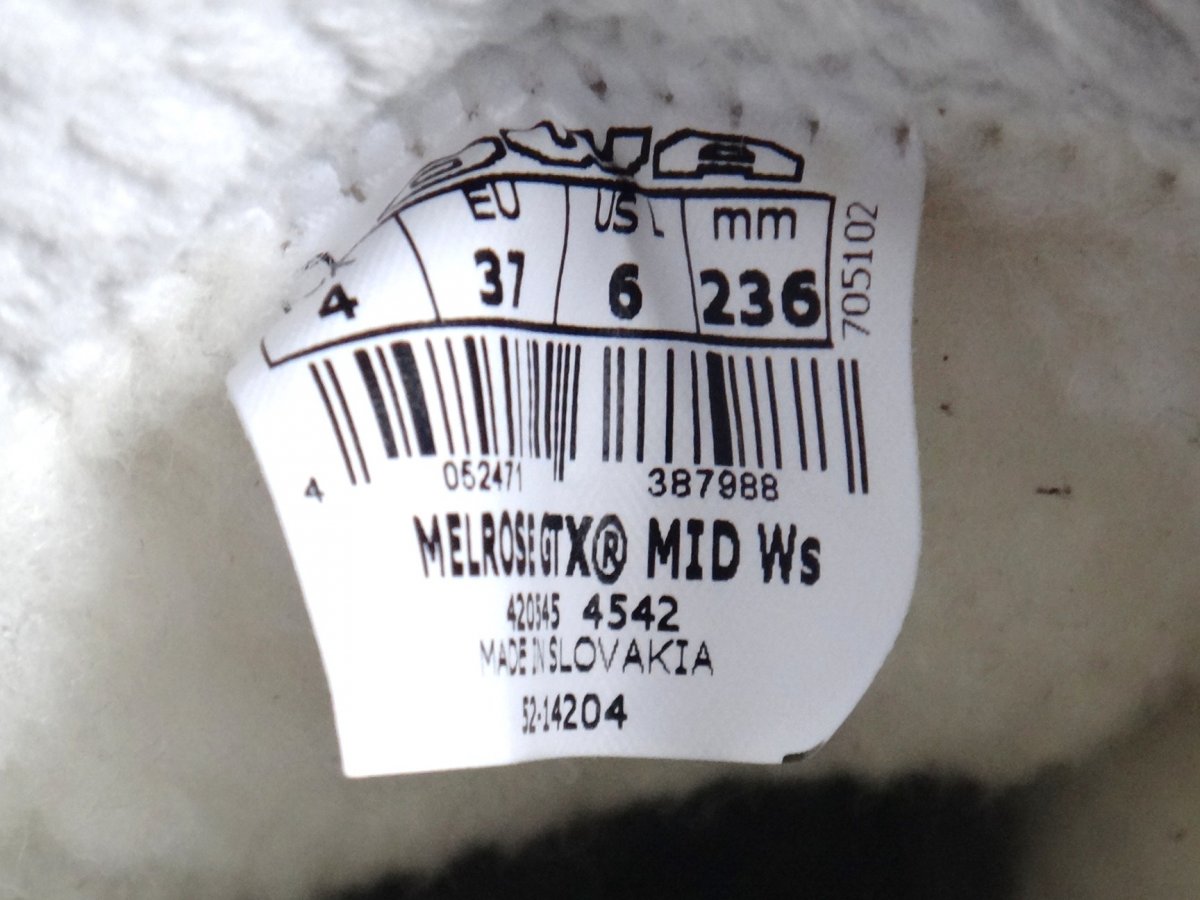 EU US mm
4 37 6 236
705102
4 052471 387988
MELROSE GTX® MID Ws
420545 4542
MADE IN SLOVAKIA
52-14204